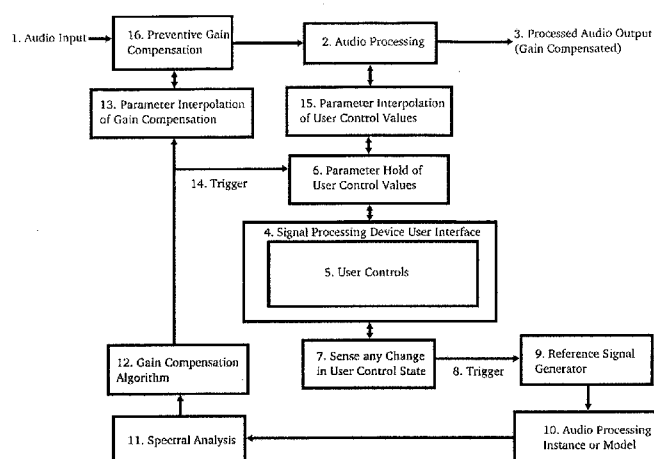 1. Audio Input
16. Preventive Gain
Compensation
2. Audio Processing
3. Processed Audio Output
(Gain Compensated)
13. Parameter Interpolation
of Gain Compensation
15. Parameter Interpolation
of User Control Values
14. Trigger
6. Parameter Hold of
User Control Values
4. Signal Processing Device User Interface
5. User Controls
12. Gain Compensation
Algorithm
7. Sense any Change
in User Control State
8. Trigger
9. Reference Signal
Generator
11. Spectral Analysis
10. Audio Processing
Instance or Model